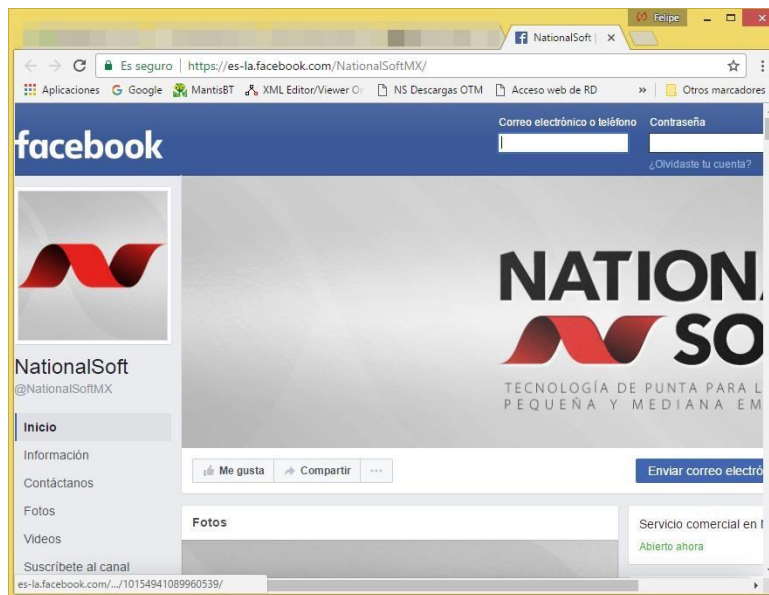 Felipe
NationalSoft |
Es seguro | https://es-la.facebook.com/NationalSoftMX/
Aplicaciones Google MantisBT XML Editor/Viewer O NS Descargas OTM Acceso web de RD » Otros marcadores
facebook
Correo electrónico o teléfono Contraseña
¿Olvidaste tu cuenta?
NATIONA
SO
TECNOLOGÍA DE PUNTA PARA L
PEQUEÑA Y MEDIANA EM
NationalSoft
@NationalSoftMX
Inicio
Información
Contáctanos
Fotos
Videos
Suscríbete al canal
Me gusta Compartir ...
Enviar correo electró
Fotos
Servicio comercial en
Abierto ahora
es-la.facebook.com/.../10154941089960539/